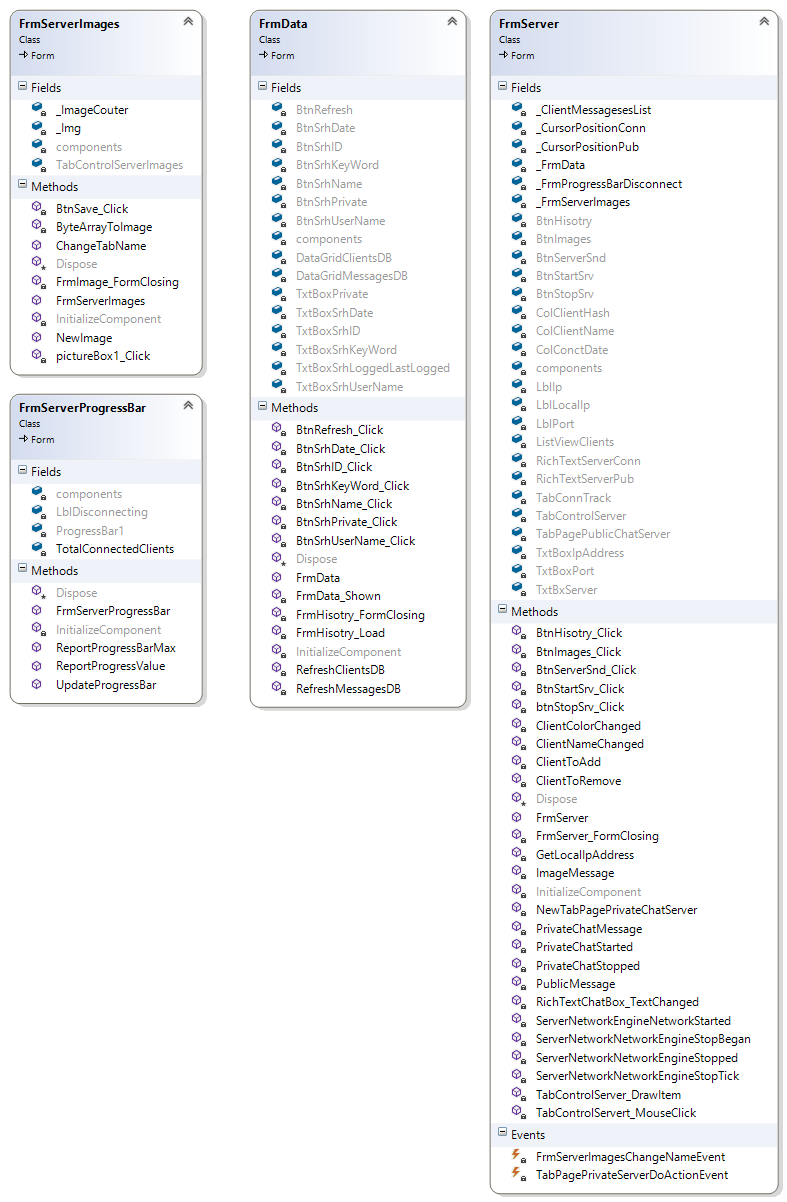 FrmServerImages
Class
Form
Fields
_ImageCouter
_Img
components
TabControlServerImages
Methods
BtnSave_Click
ByteArrayToImage
ChangeTabName
Dispose
FrmImage_FormClosing
FrmServerImages
InitializeComponent
NewImage
pictureBox1_Click
FrmServerProgressBar
Class
Form
Fields
components
LblDisconnecting
ProgressBar1
TotalConnectedClients
Methods
Dispose
FrmServerProgressBar
InitializeComponent
ReportProgressBarMax
ReportProgressValue
UpdateProgressBar
FrmData
Class
Form
Fields
BtnRefresh
BtnSrhDate
BtnSrhID
BtnSrhKeyWord
BtnSrhName
BtnSrhPrivate
BtnSrhUserName
components
DataGridClientsDB
DataGridMessagesDB
TxtBoxPrivate
TxtBoxSrhDate
TxtBoxSrhID
TxtBoxSrhKeyWord
TxtBoxSrhLoggedLastLogged
TxtBoxSrhUserName
Methods
BtnRefresh_Click
BtnSrhDate_Click
BtnSrhID_Click
BtnSrhKeyWord_Click
BtnSrhName_Click
BtnSrhPrivate_Click
BtnSrhUserName_Click
Dispose
FrmData
FrmData_Shown
FrmHisotry_FormClosing
FrmHisotry_Load
InitializeComponent
RefreshClientsDB
RefreshMessagesDB
FrmServer
Class
Form
Fields
_ClientMessagesesList
_CursorPositionConn
_CursorPositionPub
_FrmData
_FrmProgressBarDisconnect
_FrmServerImages
BtnHisotry
BtnImages
BtnServerSnd
BtnStartSrv
BtnStopSrv
ColClientHash
ColClientName
ColConctDate
components
LblIp
LblLocalIp
LblPort
ListViewClients
RichTextServerConn
RichTextServerPub
TabConnTrack
TabControlServer
TabPagePublicChatServer
TxtBoxIpAddress
TxtBoxPort
TxtBxServer
Methods
BtnHisotry_Click
BtnImages_Click
BtnServerSnd_Click
BtnStartSrv_Click
btnStopSrv_Click
ClientColorChanged
ClientNameChanged
ClientToAdd
ClientToRemove
Dispose
FrmServer
FrmServer_FormClosing
GetLocalIpAddress
ImageMessage
InitializeComponent
NewTabPagePrivateChatServer
PrivateChatMessage
PrivateChatStarted
PrivateChatStopped
PublicMessage
RichTextChatBox_TextChanged
ServerNetworkEngineNetworkStarted
ServerNetworkNetworkEngineStopBegan
ServerNetworkNetworkEngineStopped
ServerNetworkNetworkEngineStopTick
TabControlServer_DrawItem
TabControlServert_MouseClick
Events
FrmServerImagesChangeNameEvent
TabPagePrivateServerDoActionEvent